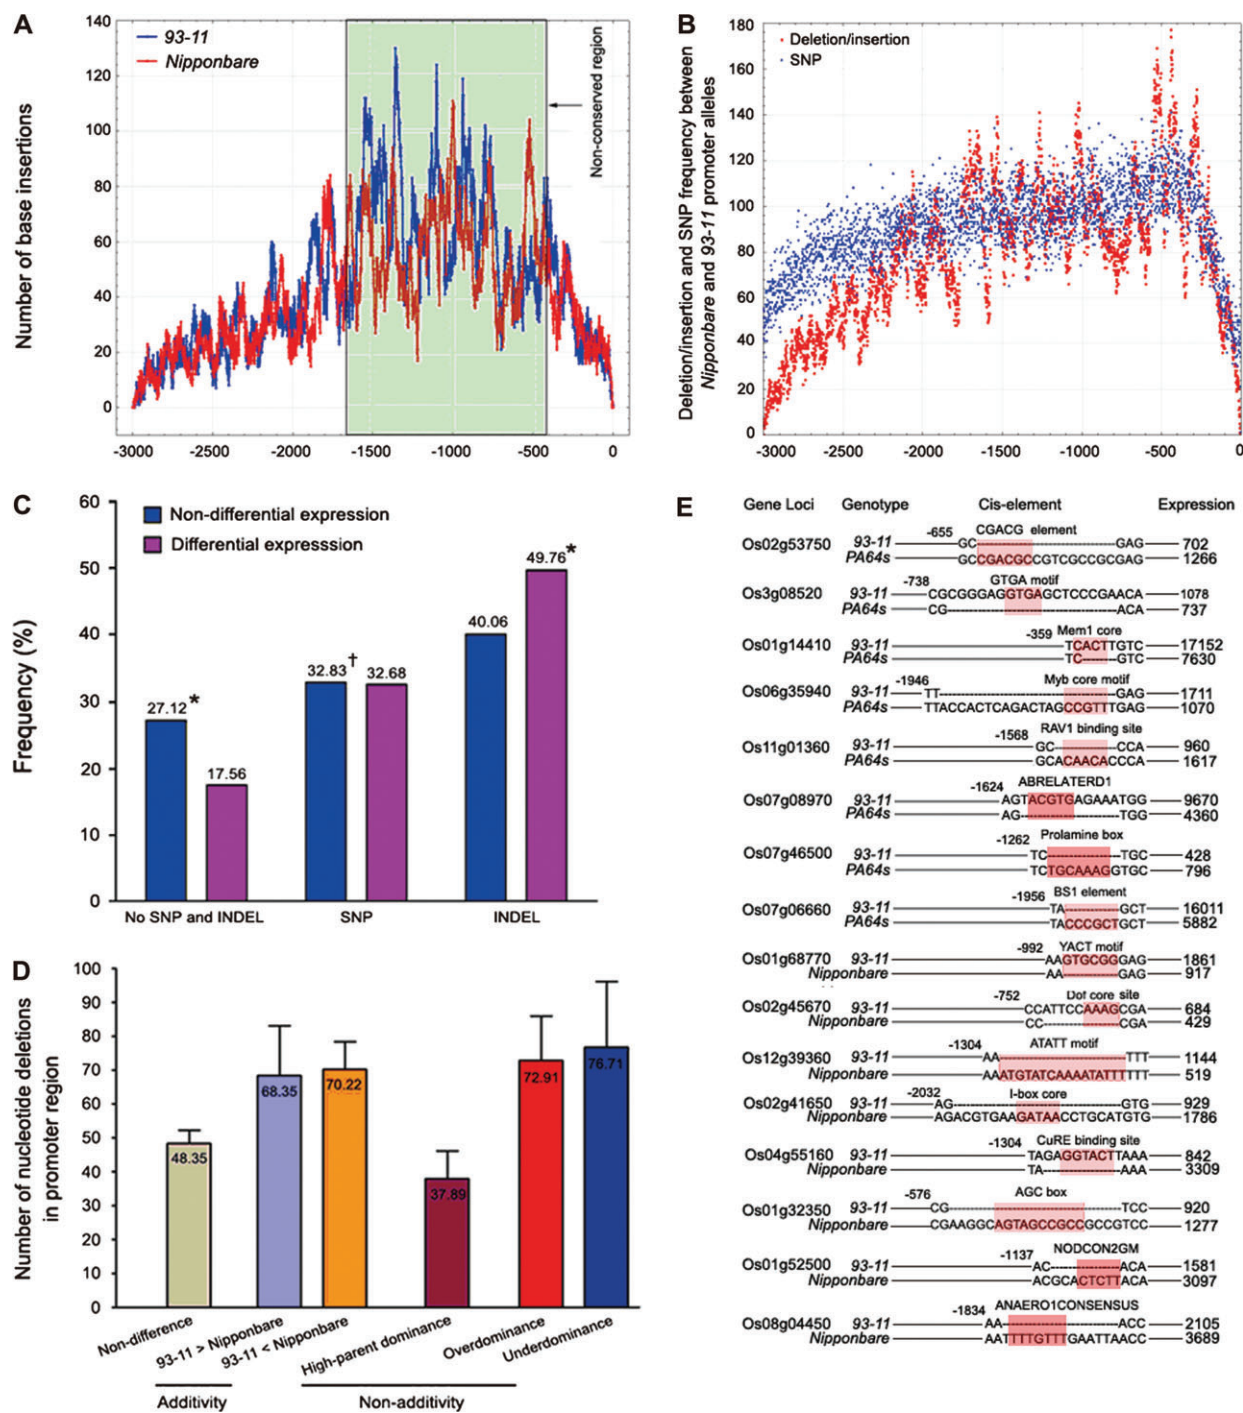 A
93-11
Nipponbare
Non-conserved region
Number of base insertions
140
120
100
80
60
40
20
0
-3000 -2500 -2000 -1500 -1000 -500 0
B
Deletion/insertion
SNP
Deletion/insertion and SNP frequency between
Nipponbare and 93-11 promoter alleles
180
160
140
120
100
80
60
40
20
0
-3000 -2500 -2000 -1500 -1000 -500 0
C
Non-differential expression
Differential expresssion
Frequency (%)
60
50
40
30
20
10
0
27.12 *
17.56
32.83 †
32.68
40.06
49.76 *
No SNP and INDEL SNP INDEL
D
Number of nucleotide deletions
in promoter region
100
90
80
70
60
50
40
30
20
10
0
48.35
68.35
70.22
37.89
72.91
76.71
Non-difference
93-11 > Nipponbare
93-11 < Nipponbare
High-parent dominance
Overdominance
Underdominance
Additivity
Non-additivity
E
Gene Loci Genotype Cis-element Expression
-655 CGACG element
Os02g53750 93-11 GC GAG 702
PA64s GCCGACGCCGTCGCCGCGAG 1266
-738 GTGA motif
Os3g08520 93-11 CGCGGGAGGTGAGCTCCCGAACA 1078
PA64s CG ACA 737
-359 Mem1 core
Os01g14410 93-11 TCACTTGTC 17152
PA64s TC GTC 7630
-1946 Myb core motif
Os06g35940 93-11 TT GAG 1711
PA64s TTACCACTCAGACTAGCCGTTTGAG 1070
-1568 RAV1 binding site
Os11g01360 93-11 GC CCA 960
PA64s GCACAACACCCA 1617
-1624 ABRELATERD1
Os07g08970 93-11 AGTACGTGAGAAATGG 9670
PA64s AG TGG 4360
-1262 Prolamine box
Os07g46500 93-11 TC TGC 428
PA64s TCTGCAAAGGTGC 796
-1956 BS1 element
Os07g06660 93-11 TA GCT 16011
PA64s TACCCGCTGCT 5882
-992 YACT motif
Os01g68770 93-11 AAGTGCGGGAG 1861
Nipponbare AA GAG 917
-752 Dof core site
Os02g45670 93-11 CCATTCCAAAGCGA 684
Nipponbare CC CGA 429
-1304 ATATT motif
Os12g39360 93-11 AA TTT 1144
Nipponbare AAATGTATCAAAATATTTTTT 519
-2032 I-box core
Os02g41650 93-11 AG GTG 929
Nipponbare AGACGTGAAGATAACCTGCATGTG 1786
-1304 CuRE binding site
Os04g55160 93-11 TAGAGGTACTTAAA 842
Nipponbare TA AAA 3309
-576 AGC box
Os01g32350 93-11 CG TCC 920
Nipponbare CGAAGGCAGTAGCCGCCGCCGTCC 1277
-1137 NODCON2GM
Os01g52500 93-11 AC ACA 1581
Nipponbare ACGCACTCTTACA 3097
-1834 ANAERO1CONSENSUS
Os08g04450 93-11 AA ACC 2105
Nipponbare AATTTTGTTTGAATTAACC 3689